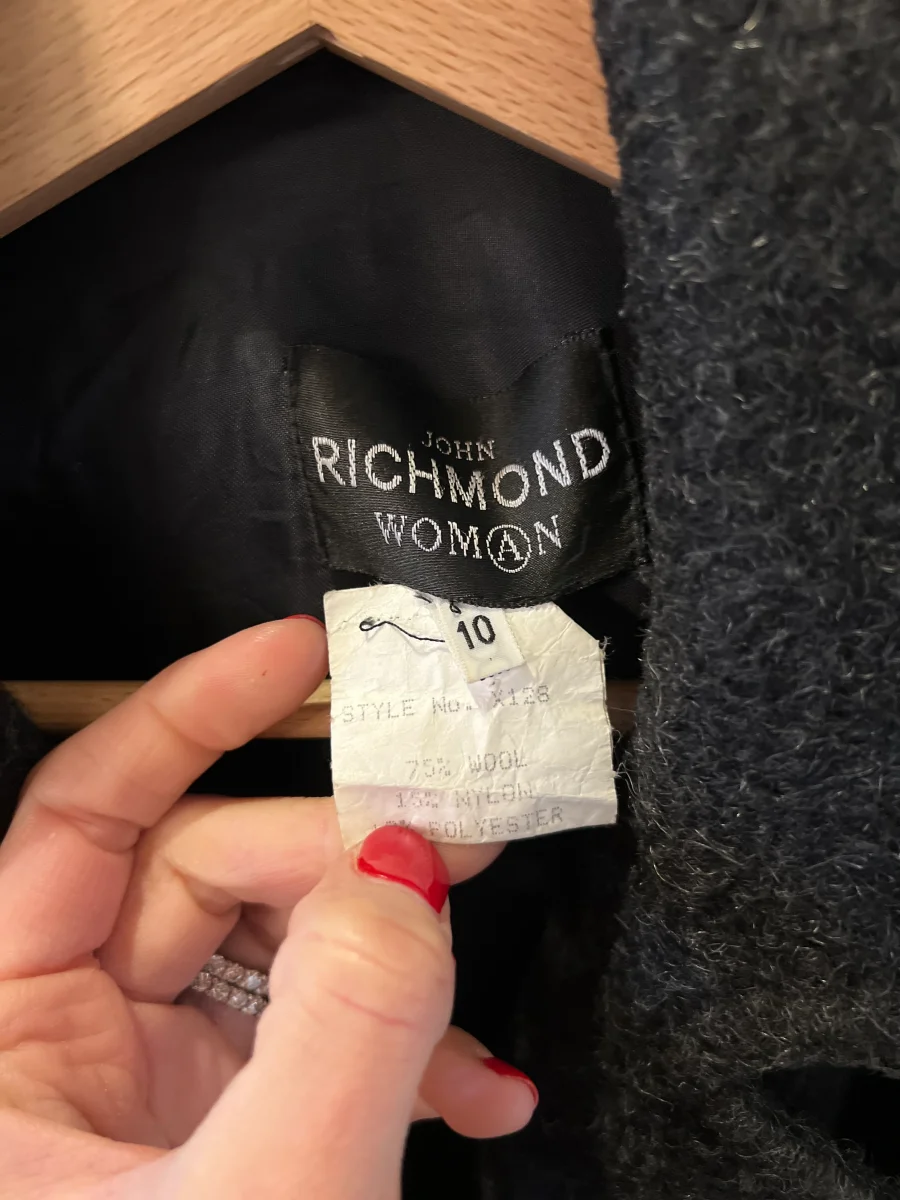 JOHN
RICHMOND
WOMAN
10
STYLE No. X128
75% WOOL
15% NYLON
POLYESTER